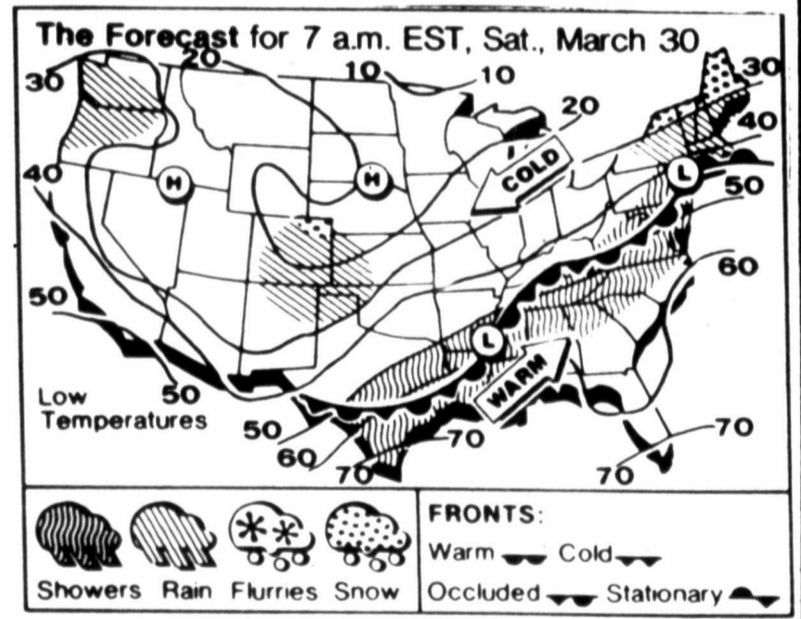 The Forecast for 7 a.m. EST, Sat., March 30
30
20
10
10
20
30
40
H
H
COLD
L
40
50
60
50
L
WARM
Low
Temperatures
50
50
60
70
70
70
70
Showers Rain Flurries Snow
FRONTS:
Warm Cold
Occluded Stationary